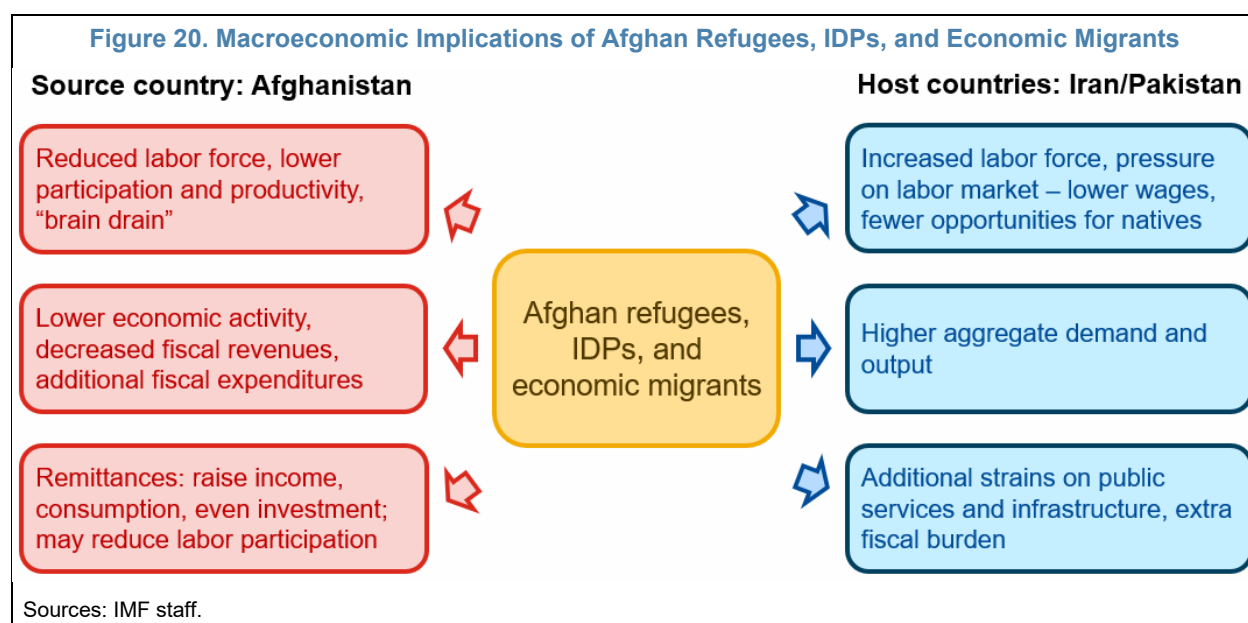 Figure 20. Macroeconomic Implications of Afghan Refugees, IDPs, and Economic Migrants
Source country: Afghanistan
Reduced labor force, lower
participation and productivity,
“brain drain”
Lower economic activity,
decreased fiscal revenues,
additional fiscal expenditures
Remittances: raise income,
consumption, even investment;
may reduce labor participation
Afghan refugees,
IDPs, and
economic migrants
Host countries: Iran/Pakistan
Increased labor force, pressure
on labor market – lower wages,
fewer opportunities for natives
Higher aggregate demand and
output
Additional strains on public
services and infrastructure, extra
fiscal burden
Sources: IMF staff.